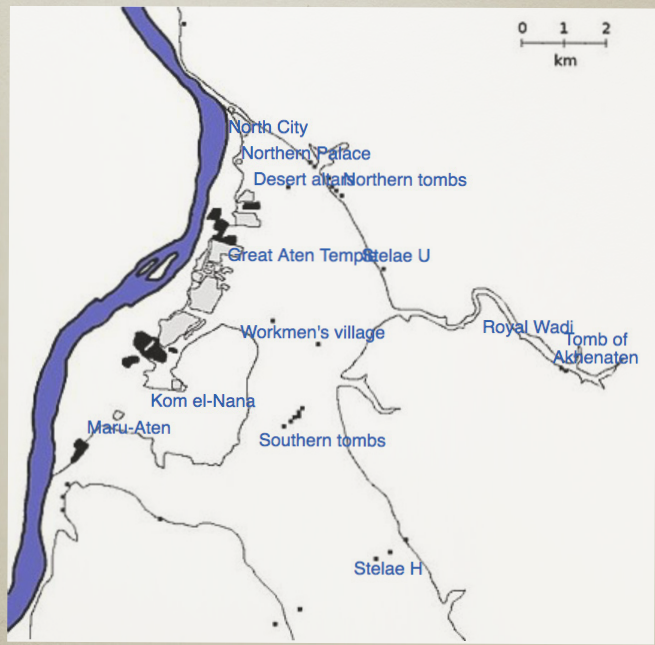 0 1 2
km
North City
Northern Palace
Desert altars
Northern tombs
Great Aten Temple
Stelae U
Workmen's village
Royal Wadi
Tomb of
Akhenaten
Kom el-Nana
Maru-Aten
Southern tombs
Stelae H